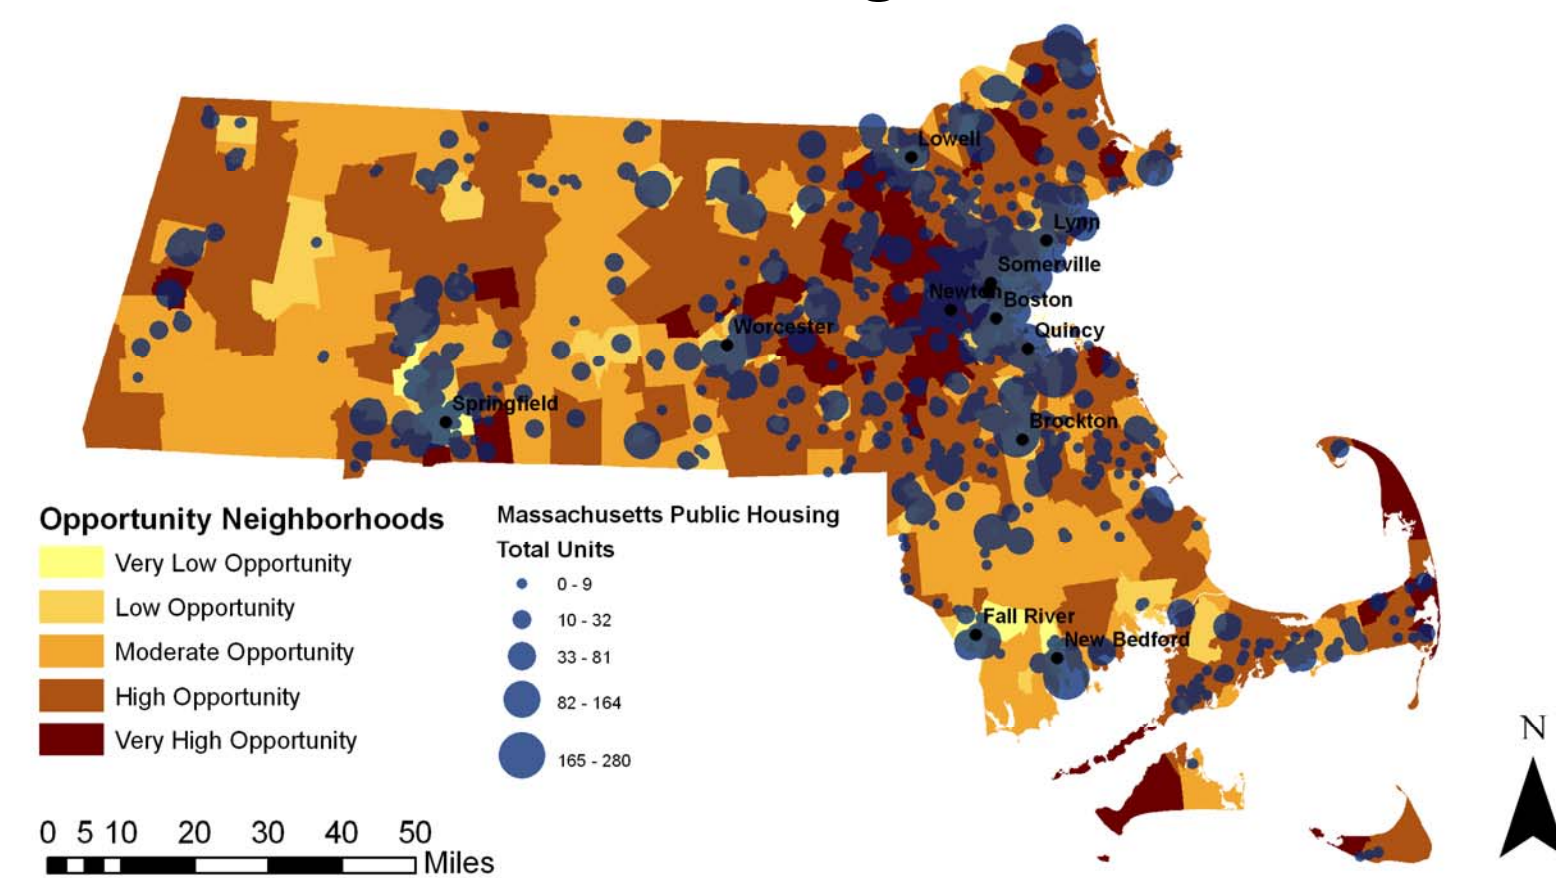 Lowell
Lynn
Somerville
Newton
Boston
Quincy
Worcester
Springfield
Brockton
Fall River
New Bedford
Opportunity Neighborhoods
Very Low Opportunity
Low Opportunity
Moderate Opportunity
High Opportunity
Very High Opportunity
Massachusetts Public Housing
Total Units
0 - 9
10 - 32
33 - 81
82 - 164
165 - 280
N
0 5 10 20 30 40 50
Miles